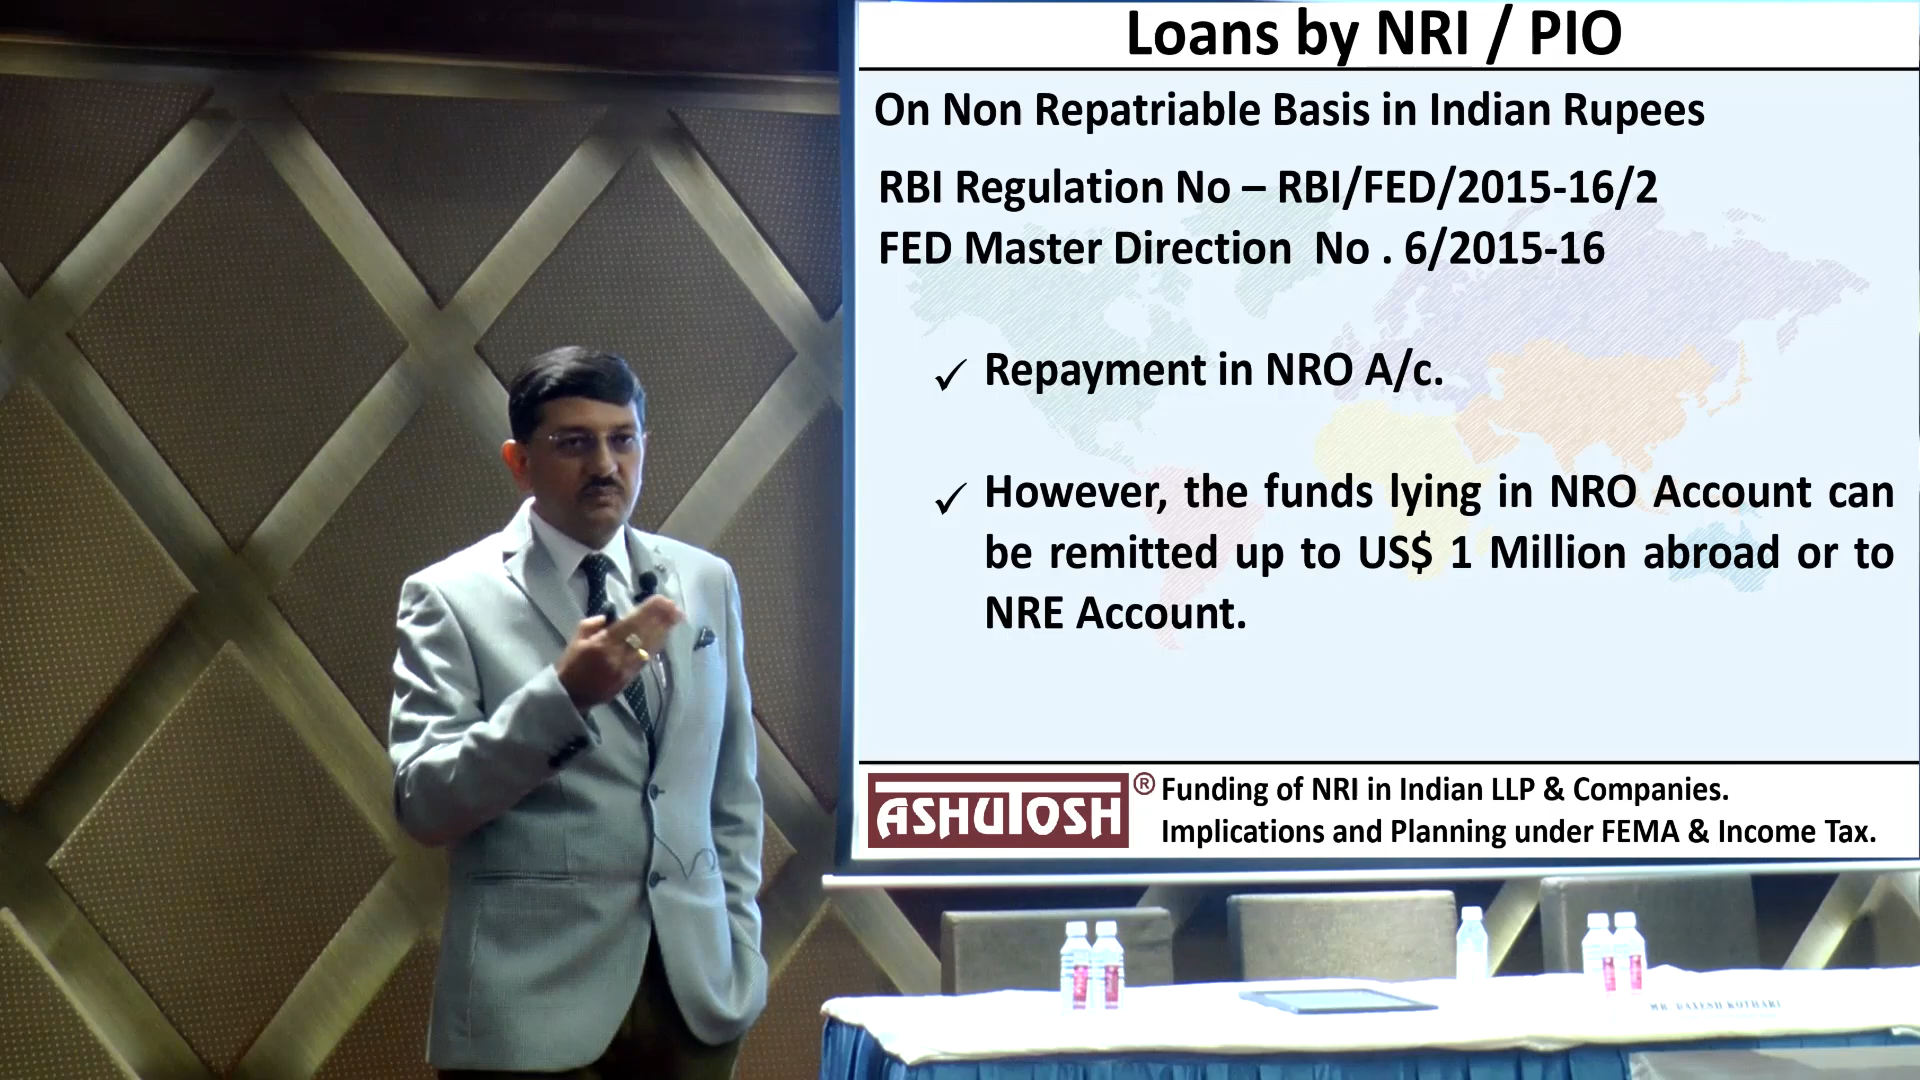 Loans by NRI / PIO
On Non Repatriable Basis in Indian Rupees
RBI Regulation No – RBI/FED/2015-16/2
FED Master Direction No . 6/2015-16
✓ Repayment in NRO A/c.
✓ However, the funds lying in NRO Account can
be remitted up to US$ 1 Million abroad or to
NRE Account.
ASHUTOSH®
Funding of NRI in Indian LLP & Companies.
Implications and Planning under FEMA & Income Tax.
KOTHARI